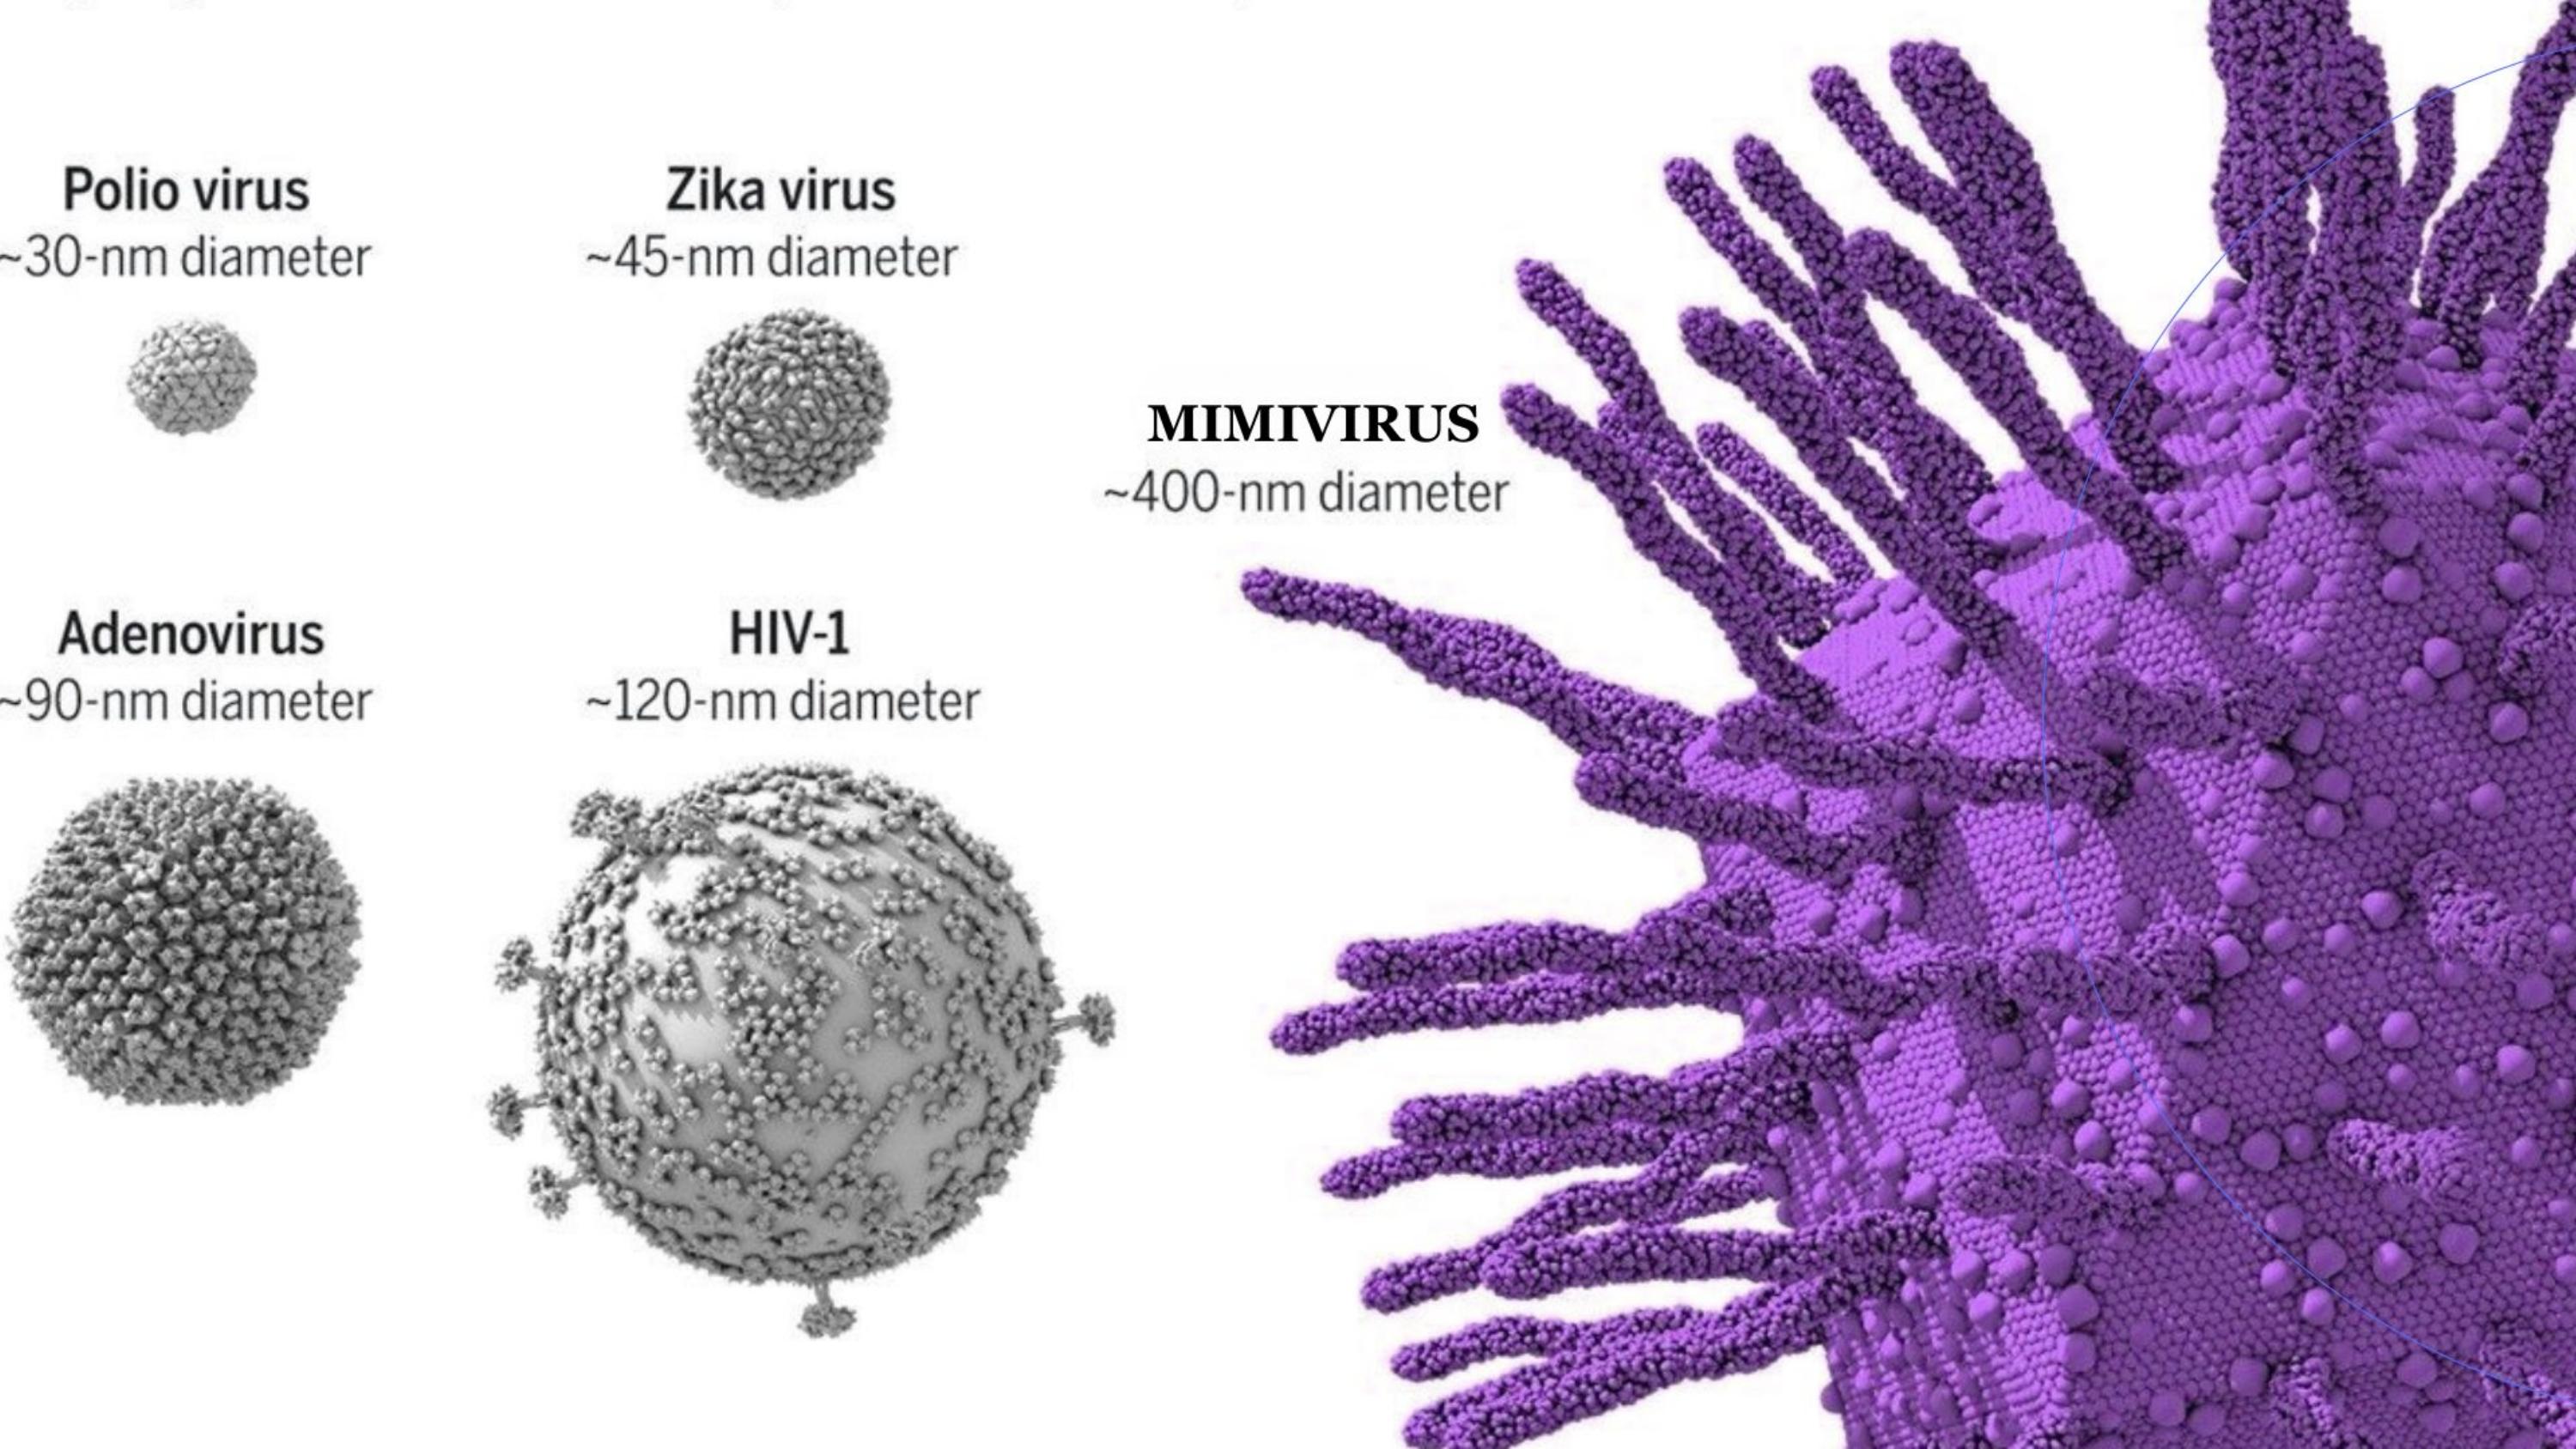 Polio virus
~30-nm diameter
Zika virus
~45-nm diameter
MIMIVIRUS
~400-nm diameter
Adenovirus
~90-nm diameter
HIV-1
~120-nm diameter